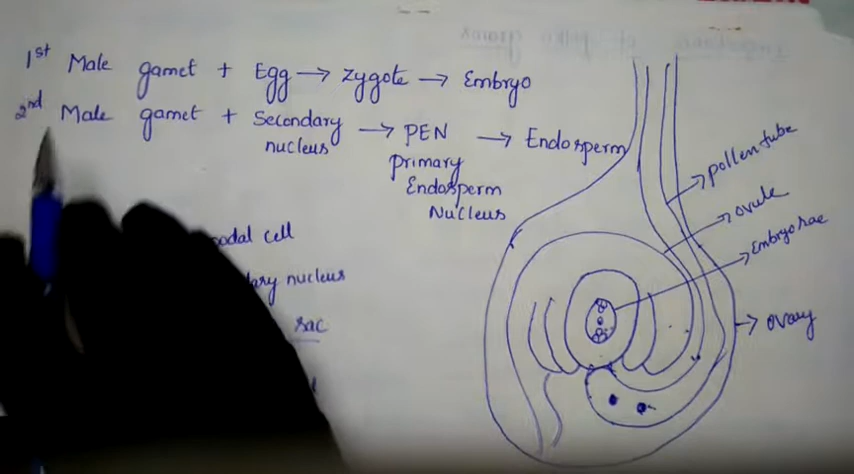 1st Male gamet + Egg → Zygote → Embryo
2nd Male gamet + Secondary nucleus → PEN → Endosperm
Primary
Endosperm
Nucleus
cell
nucleus
sac
pollen tube
ovule
Embryo sac
ovary